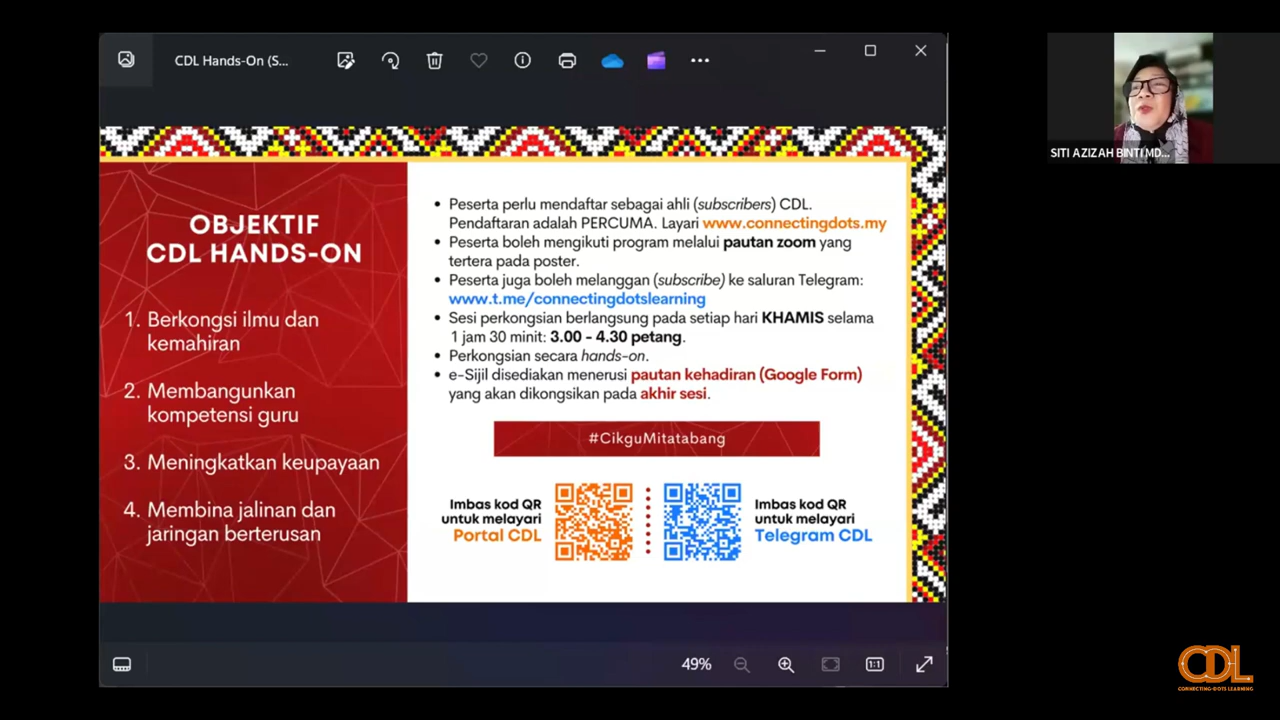 CDL Hands-On (S...
SITI AZIZAH BINTI MD...
OBJEKTIF
CDL HANDS-ON
1. Berkongsi ilmu dan
kemahiran
2. Membangunkan
kompetensi guru
3. Meningkatkan keupayaan
4. Membina jalinan dan
jaringan berterusan
• Peserta perlu mendaftar sebagai ahli (subscribers) CDL.
Pendaftaran adalah PERCUMA. Layari www.connectingdots.my
• Peserta boleh mengikuti program melalui pautan zoom yang
tertera pada poster.
• Peserta juga boleh melanggan (subscribe) ke saluran Telegram:
www.t.me/connectingdotslearning
• Sesi perkongsian berlangsung pada setiap hari KHAMIS selama
1 jam 30 minit: 3.00 - 4.30 petang.
• Perkongsian secara hands-on.
• e-Sijil disediakan menerusi pautan kehadiran (Google Form)
yang akan dikongsikan pada akhir sesi.
#CikguMitatabang
Imbas kod QR
untuk melayari
Portal CDL
Imbas kod QR
untuk melayari
Telegram CDL
49%
1:1
CDL
CONNECTING-DOTS LEARNING